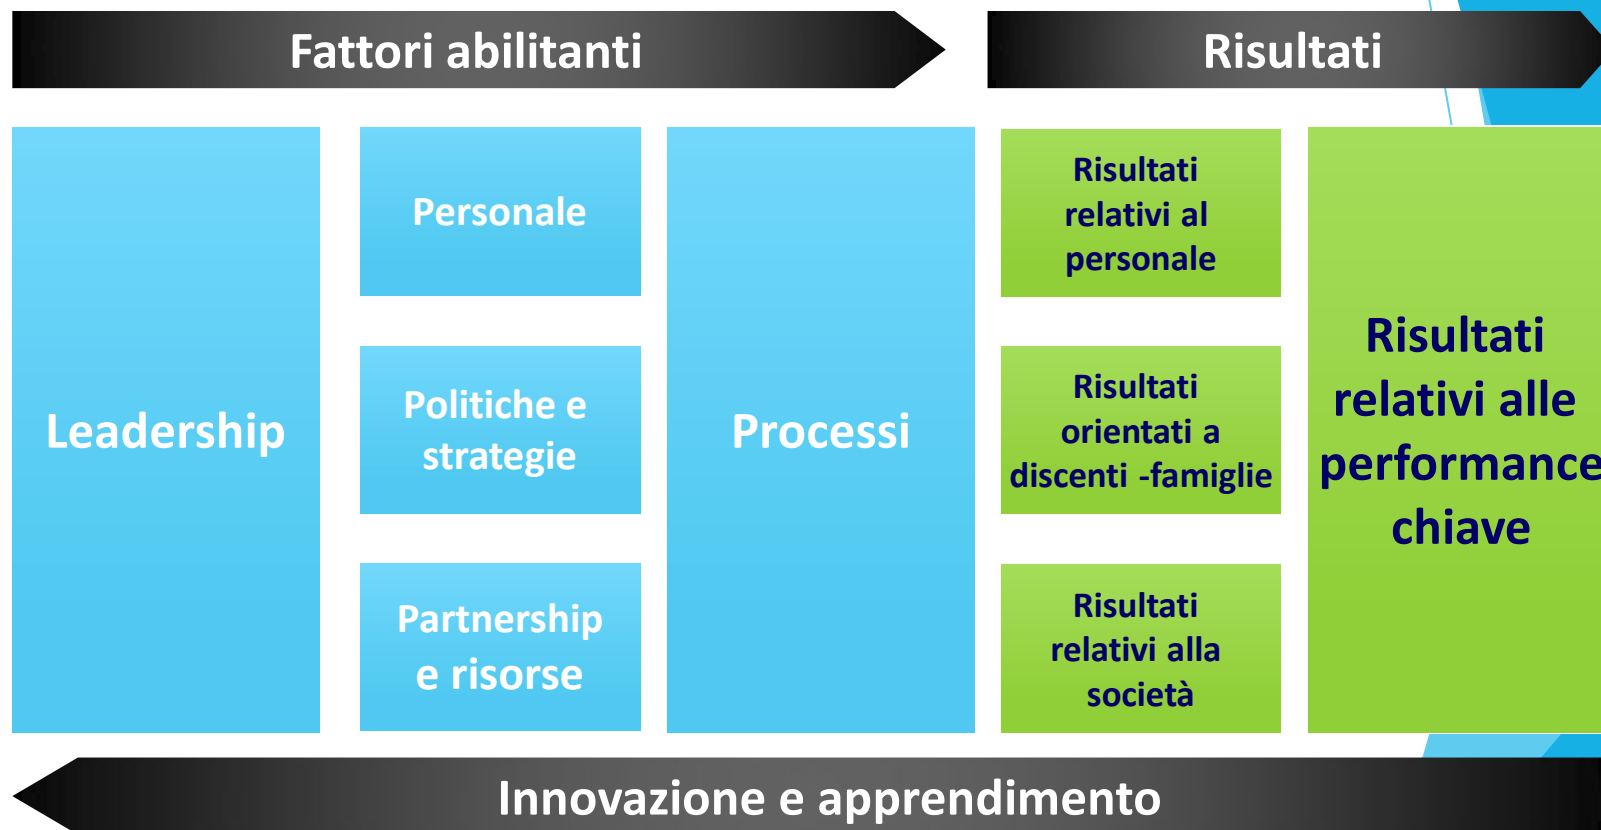 Fattori abilitanti
Risultati
Leadership
Personale
Politiche e
strategie
Partnership
e risorse
Processi
Risultati
relativi al
personale
Risultati
orientati a
discenti -famiglie
Risultati
relativi alla
società
Risultati
relativi alle
performance
chiave
Innovazione e apprendimento